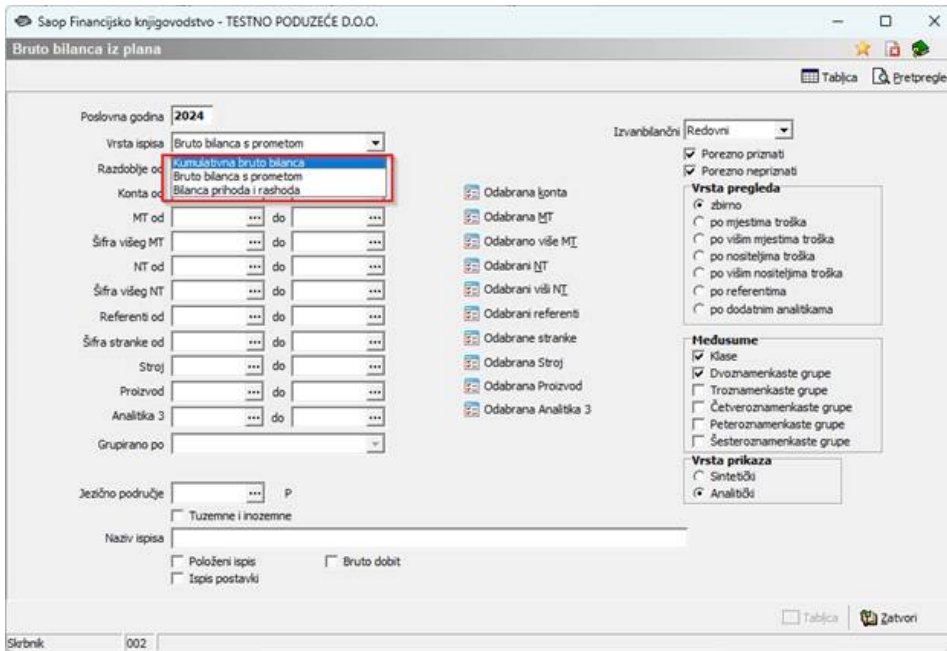 Saop Financijsko knjigovodstvo - TESTNO PODUZEĆE D.O.O.
Bruto bilanca iz plana
Tablica Pretpregle
Poslovna godina 2024
Vrsta ispisa Bruto bilanca s prometom
Izvanbilančni Redovni
Kumulativna bruto bilanca
Bruto bilanca s prometom
Bilanca prihoda i rashoda
Razdoblje od
Konta od
MT od do
Šifra višeg MT do
NT od do
Šifra višeg NT do
Referenti od do
Šifra stranke od do
Stroj do
Proizvod do
Analitika 3 do
Grupirano po
Odabrana konta
Odabrana MT
Odabrano više MT
Odabrani NT
Odabrani viši NT
Odabrani referenti
Odabrane stranke
Odabrana Stroj
Odabrana Proizvod
Odabrana Analitika 3
Porezno priznati
Porezno nepriznati
Vrsta pregleda
zbirno
po mjestima troška
po višim mjestima troška
po nositeljima troška
po višim nositeljima troška
po referentima
po dodatnim analitikama
Međusume
Klase
Dvoznamenkaste grupe
Troznamenkaste grupe
Četveroznamenkaste grupe
Peteroznamenkaste grupe
Šesteroznamenkaste grupe
Vrsta prikaza
Sintetički
Analitički
Jezično područje P
Tuzemne i inozemne
Naziv ispisa
Položeni ispis Bruto dobit
Ispis postavki
Tablica Zatvori
Skrbnik 002